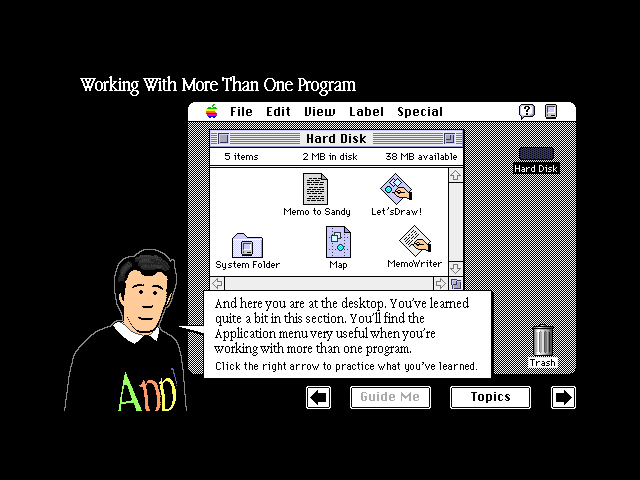 Working With More Than One Program
File Edit View Label Special
Hard Disk
5 items 2 MB in disk 38 MB available
Hard Disk
Memo to Sandy Let'sDraw!
System Folder Map MemoWriter
And here you are at the desktop. You've learned
quite a bit in this section. You'll find the
Application menu very useful when you're
working with more than one program.
Click the right arrow to practice what you've learned.
Trash
Guide Me Topics